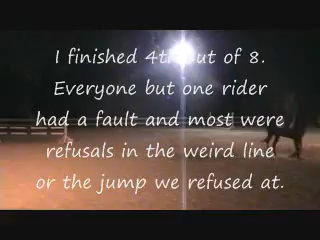 I finished 4th out of 8.
Everyone but one rider
had a fault and most were
refusals in the weird line
or the jump we refused at.